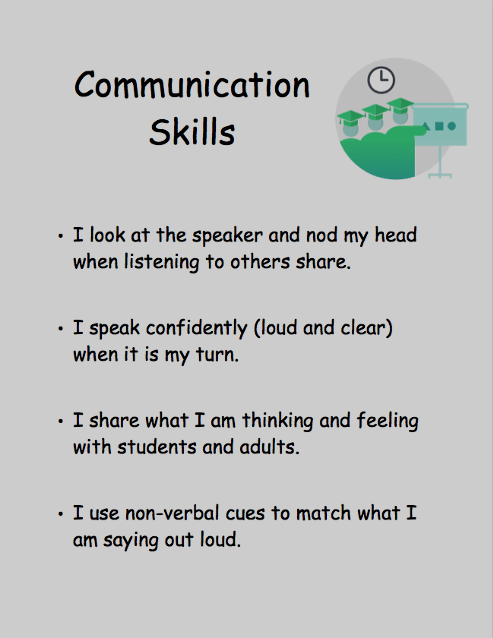 Communication
Skills
• I look at the speaker and nod my head
when listening to others share.
• I speak confidently (loud and clear)
when it is my turn.
• I share what I am thinking and feeling
with students and adults.
• I use non-verbal cues to match what I
am saying out loud.